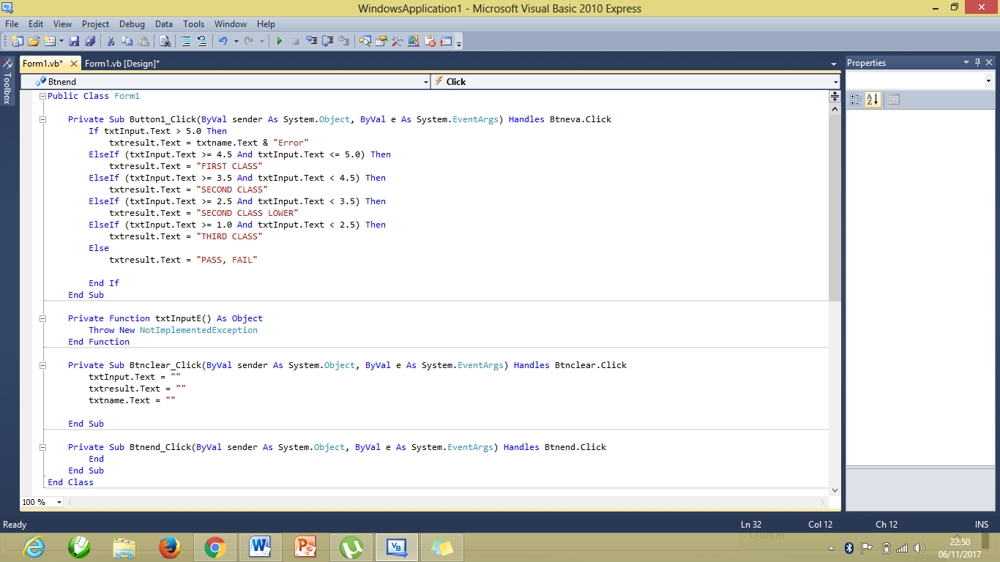 WindowsApplication1 - Microsoft Visual Basic 2010 Express
File Edit View Project Debug Data Tools Window Help
Toolbox
Form1.vb* Form1.vb [Design]*
Properties
Btnend Click
Public Class Form1
Private Sub Button1_Click(ByVal sender As System.Object, ByVal e As System.EventArgs) Handles Btneva.Click
If txtInput.Text > 5.0 Then
txtresult.Text = txtname.Text & "Error"
ElseIf (txtInput.Text >= 4.5 And txtInput.Text <= 5.0) Then
txtresult.Text = "FIRST CLASS"
ElseIf (txtInput.Text >= 3.5 And txtInput.Text < 4.5) Then
txtresult.Text = "SECOND CLASS"
ElseIf (txtInput.Text >= 2.5 And txtInput.Text < 3.5) Then
txtresult.Text = "SECOND CLASS LOWER"
ElseIf (txtInput.Text >= 1.0 And txtInput.Text < 2.5) Then
txtresult.Text = "THIRD CLASS"
Else
txtresult.Text = "PASS, FAIL"
End If
End Sub
Private Function txtInputE() As Object
Throw New NotImplementedException
End Function
Private Sub Btnclear_Click(ByVal sender As System.Object, ByVal e As System.EventArgs) Handles Btnclear.Click
txtInput.Text = ""
txtresult.Text = ""
txtname.Text = ""
End Sub
Private Sub Btnend_Click(ByVal sender As System.Object, ByVal e As System.EventArgs) Handles Btnend.Click
End
End Sub
End Class
100 %
Ready Ln 32 Col 12 Ch 12 INS
Offline
22:50
06/11/2017